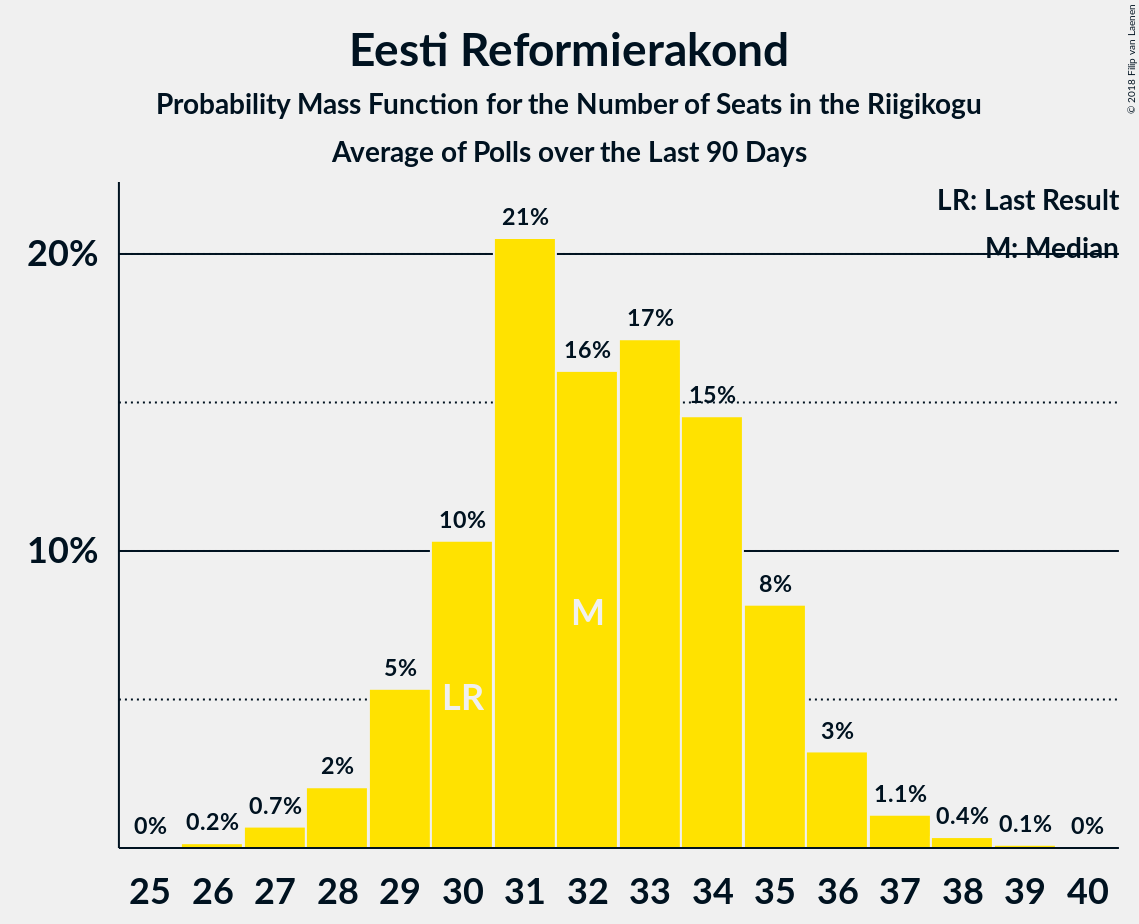 Eesti Reformierakond
Probability Mass Function for the Number of Seats in the Riigikogu
Average of Polls over the Last 90 Days
© 2018 Filip van Laenen
LR: Last Result
M: Median
20%
10%
0%
0.2%
0.7%
2%
5%
10%
21%
16%
17%
15%
8%
3%
1.1%
0.4%
0.1%
0%
LR
M
25 26 27 28 29 30 31 32 33 34 35 36 37 38 39 40